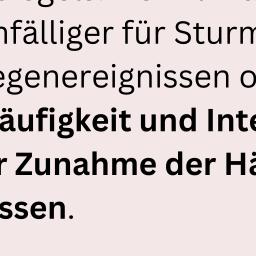 nfälliger für Sturm
egenereignissen o
äufigkeit und Inte
r Zunahme der Hä
ssen.